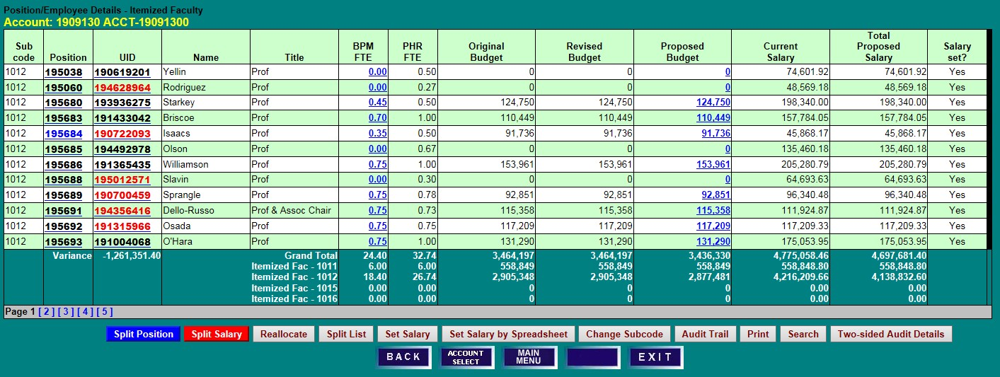 Position/Employee Details - Itemized Faculty
Account: 1909130 ACCT-19091300
Sub code Position UID Name Title BPM FTE PHR FTE Original Budget Revised Budget Proposed Budget Current Salary Total Proposed Salary Salary set?
1012 195038 190619201 Yellin Prof 0.00 0.50 0 0 0 74,601.92 74,601.92 Yes
1012 195060 194628964 Rodriguez Prof 0.00 0.27 0 0 0 48,569.18 48,569.18 Yes
1012 195680 193936275 Starkey Prof 0.45 0.50 124,750 124,750 124,750 198,340.00 198,340.00 Yes
1012 195683 191433042 Briscoe Prof 0.70 1.00 110,449 110,449 110,449 157,784.05 157,784.05 Yes
1012 195684 190722093 Isaacs Prof 0.35 0.50 91,736 91,736 91,736 45,868.17 45,868.17 Yes
1012 195685 194492978 Olson Prof 0.00 0.67 0 0 0 135,460.18 135,460.18 Yes
1012 195686 191365435 Williamson Prof 0.75 1.00 153,961 153,961 153,961 205,280.79 205,280.79 Yes
1012 195688 195012571 Slavin Prof 0.00 0.30 0 0 0 64,693.63 64,693.63 Yes
1012 195689 190700459 Sprangle Prof 0.75 0.78 92,851 92,851 92,851 96,340.48 96,340.48 Yes
1012 195691 194356416 Dello-Russo Prof & Assoc Chair 0.75 0.73 115,358 115,358 115,358 111,924.87 111,924.87 Yes
1012 195692 191315966 Osada Prof 0.75 0.75 117,209 117,209 117,209 117,209.33 117,209.33 Yes
1012 195693 191004068 O'Hara Prof 0.75 1.00 131,290 131,290 131,290 175,053.95 175,053.95 Yes
Variance -1,261,351.40 Grand Total 24.40 32.74 3,464,197 3,464,197 3,436,330 4,775,058.46 4,697,681.40
Itemized Fac - 1011 6.00 6.00 558,849 558,849 558,849 558,848.80 558,848.80
Itemized Fac - 1012 18.40 26.74 2,905,348 2,905,348 2,877,481 4,216,209.66 4,138,832.60
Itemized Fac - 1015 0.00 0.00 0 0 0 0.00 0.00
Itemized Fac - 1016 0.00 0.00 0 0 0 0.00 0.00
Page 1 [ 2 ] [ 3 ] [ 4 ] [ 5 ]
Split Position Split Salary Reallocate Split List Set Salary Set Salary by Spreadsheet Change Subcode Audit Trail Print Search Two-sided Audit Details
BACK ACCOUNT SELECT MAIN MENU EXIT